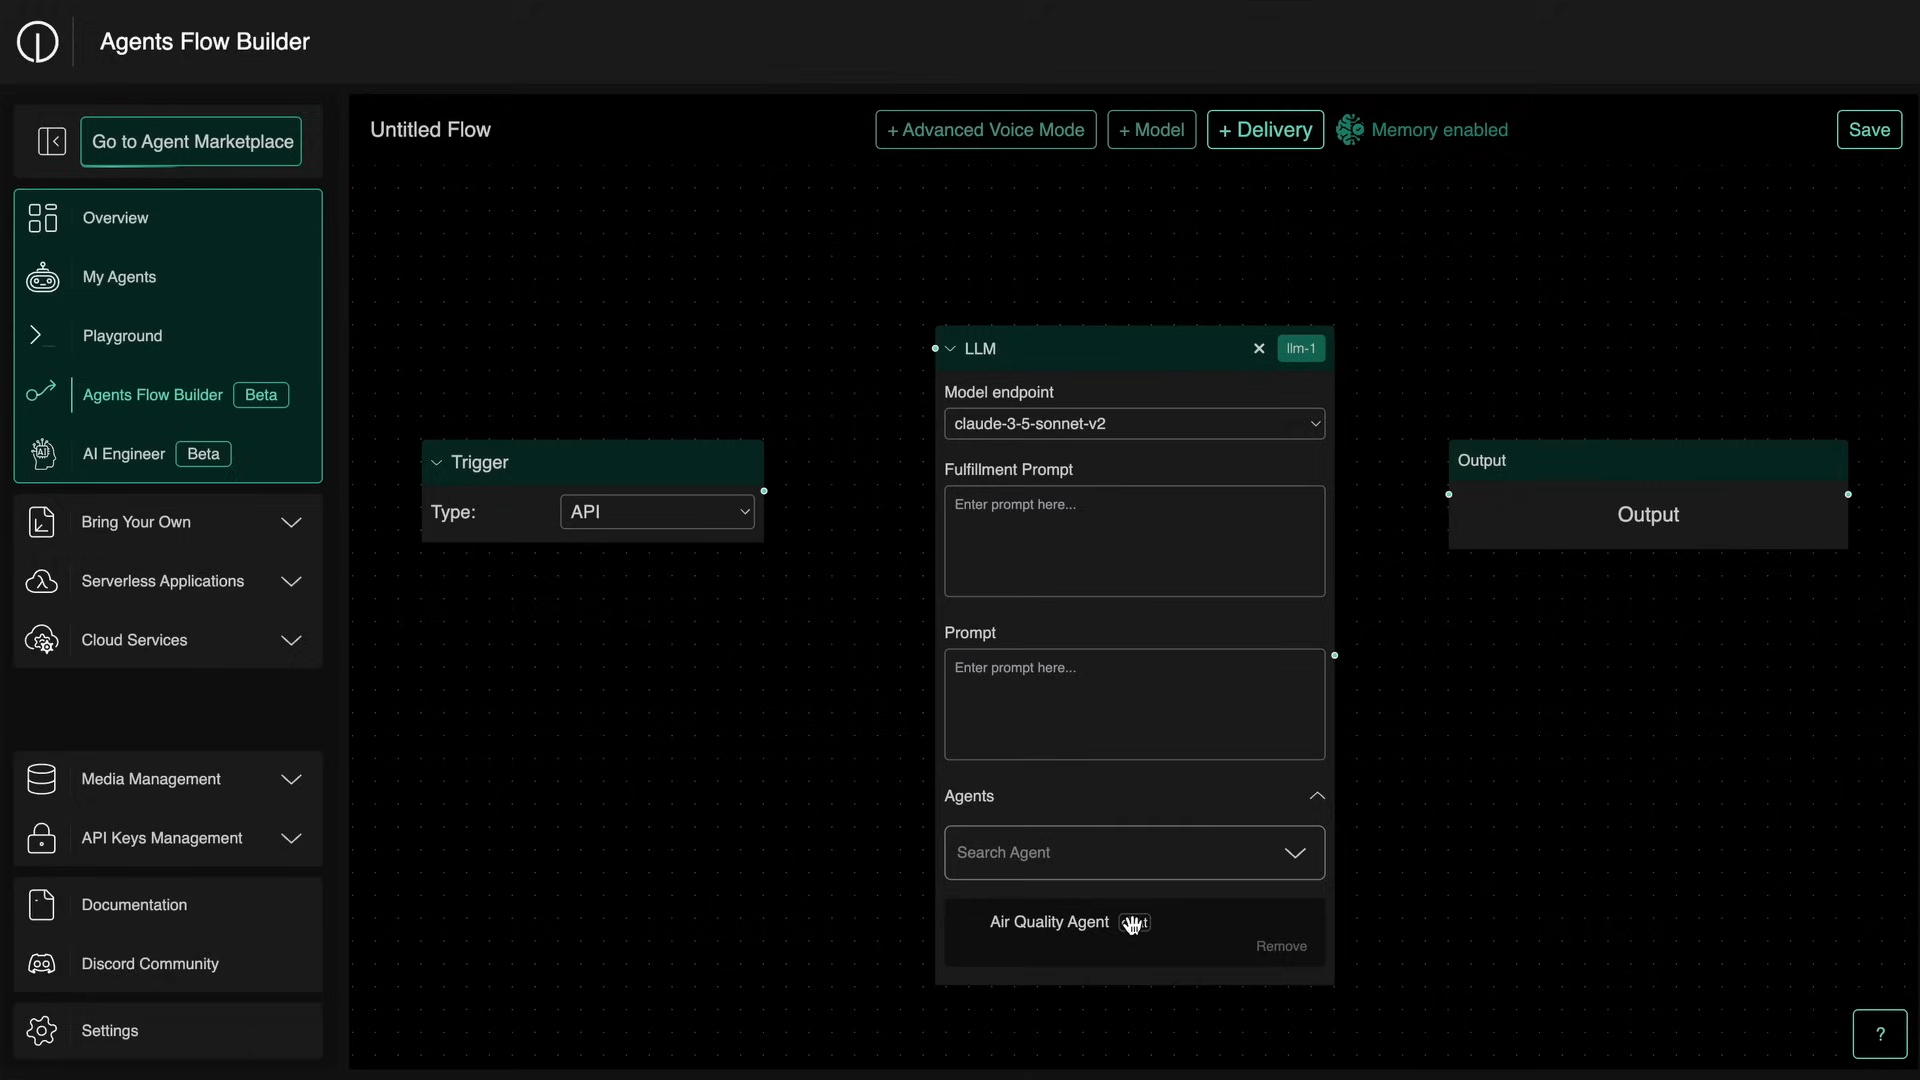 Agents Flow Builder
Go to Agent Marketplace
Overview
My Agents
Playground
Agents Flow Builder Beta
AI Engineer Beta
Bring Your Own
Serverless Applications
Cloud Services
Media Management
API Keys Management
Documentation
Discord Community
Settings
Untitled Flow
+ Advanced Voice Mode
+ Model
+ Delivery
Memory enabled
Save
Trigger
Type: API
LLM
llm-1
Model endpoint
claude-3-5-sonnet-v2
Fulfillment Prompt
Enter prompt here...
Prompt
Enter prompt here...
Agents
Search Agent
Air Quality Agent
Remove
Output
Output
?